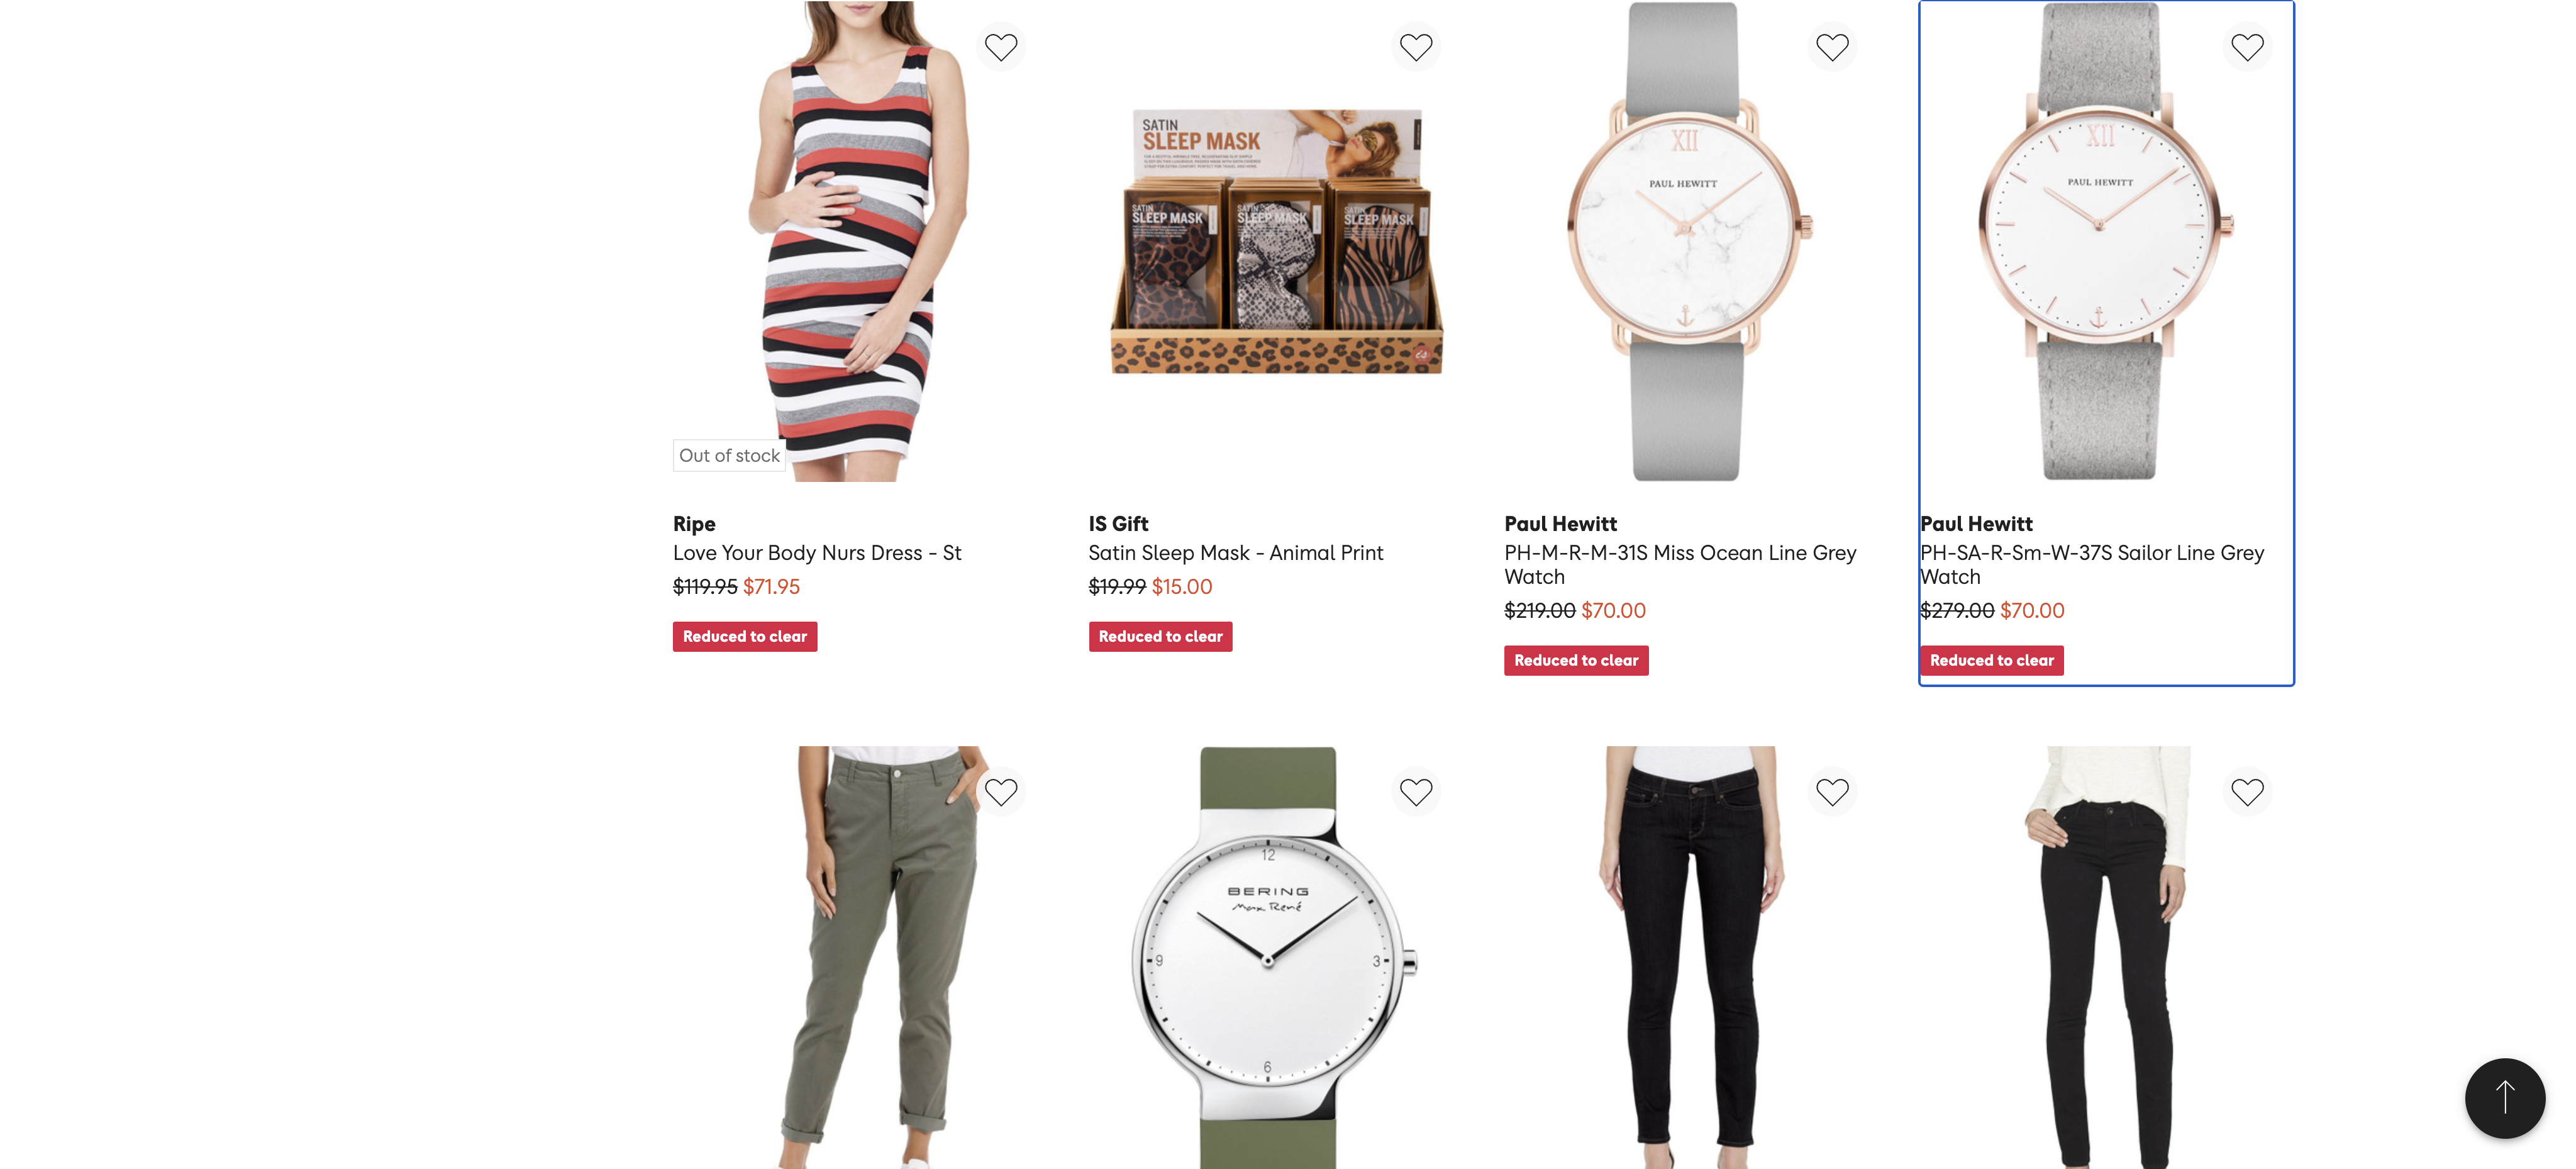 SATIN
SLEEP MASK
SATIN
SLEEP MASK
SATIN
SLEEP MASK
SATIN
SLEEP MASK
is
XII
PAUL HEWITT
XII
PAUL HEWITT
Out of stock
Ripe
Love Your Body Nurs Dress - St
$119.95 $71.95
Reduced to clear
IS Gift
Satin Sleep Mask - Animal Print
$19.99 $15.00
Reduced to clear
Paul Hewitt
PH-M-R-M-31S Miss Ocean Line Grey
Watch
$219.00 $70.00
Reduced to clear
Paul Hewitt
PH-SA-R-Sm-W-37S Sailor Line Grey
Watch
$279.00 $70.00
Reduced to clear
12
BERING
Max René
9
3
6